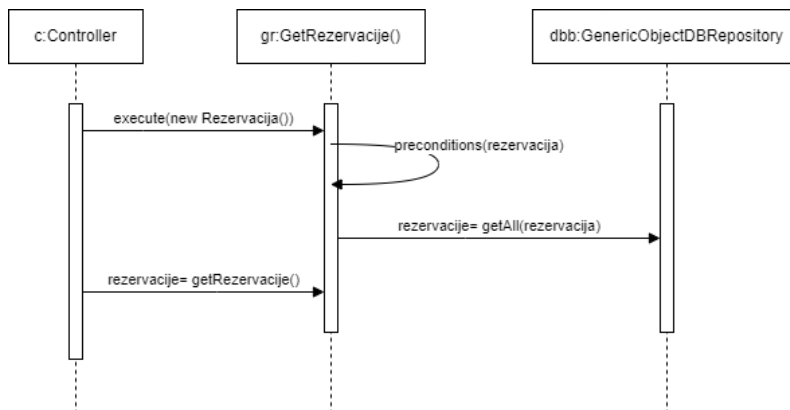 c:Controller
gr:GetRezervacije()
dbb:GenericObjectDBRepository
execute(new Rezervacija())
preconditions(rezervacija)
rezervacije= getAll(rezervacija)
rezervacije= getRezervacije()